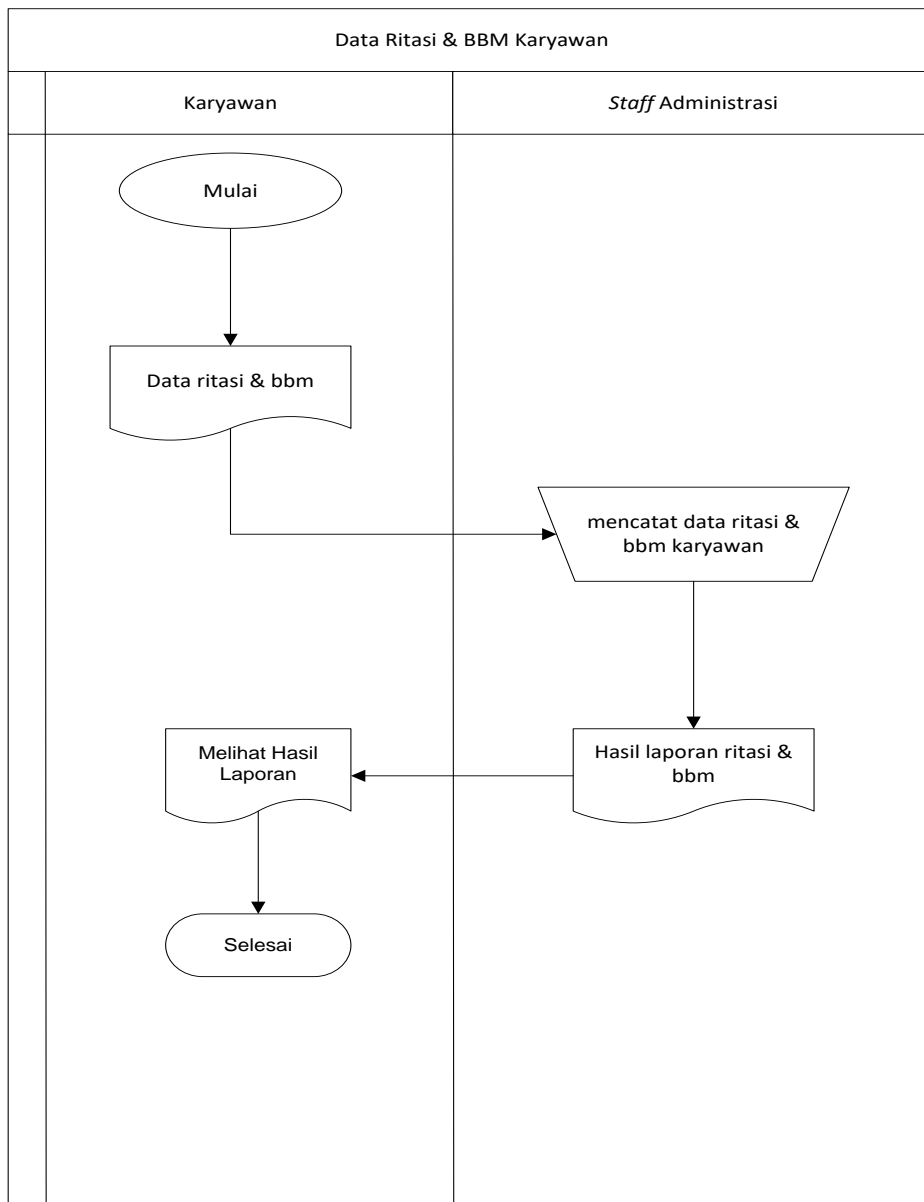 Data Ritasi & BBM Karyawan
Karyawan
Staff Administrasi
Mulai
Data ritasi & bbm
mencatat data ritasi &
bbm karyawan
Hasil laporan ritasi &
bbm
Melihat Hasil
Laporan
Selesai